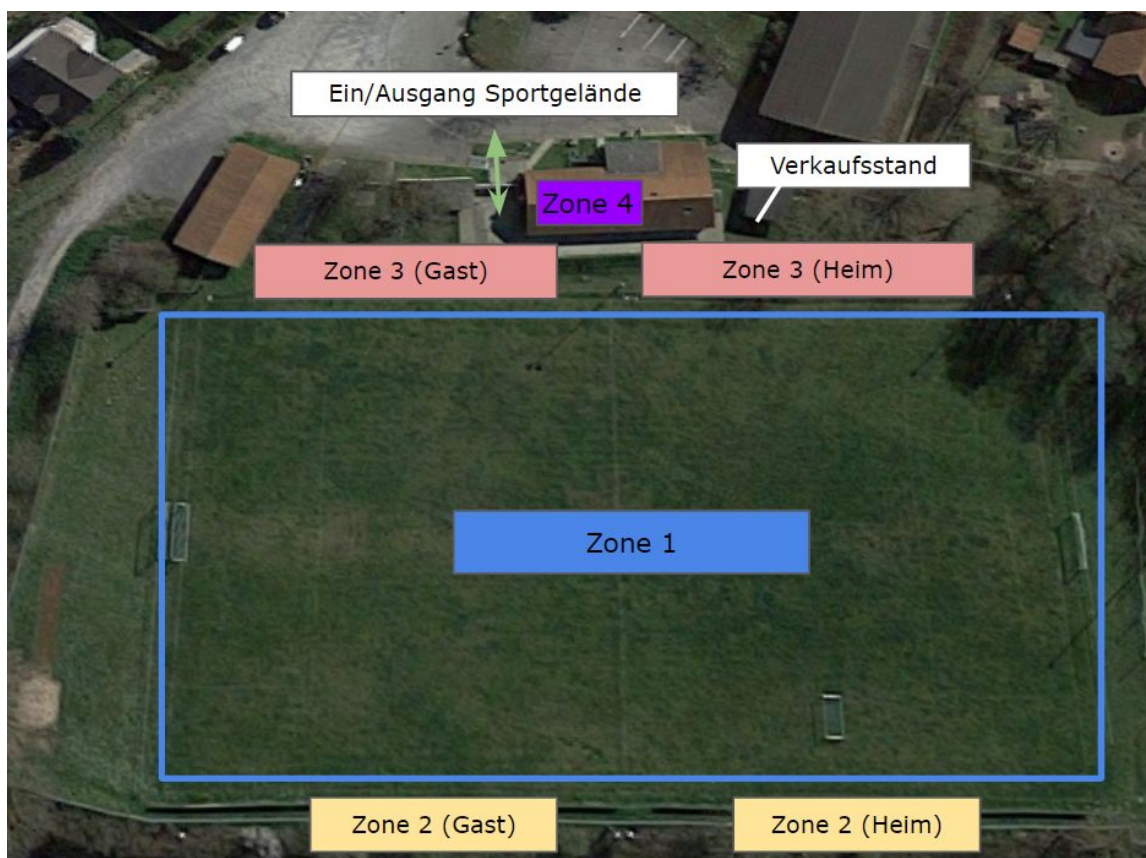 Ein/Ausgang Sportgelände
Verkaufsstand
Zone 4
Zone 3 (Gast)
Zone 3 (Heim)
Zone 1
Zone 2 (Gast)
Zone 2 (Heim)